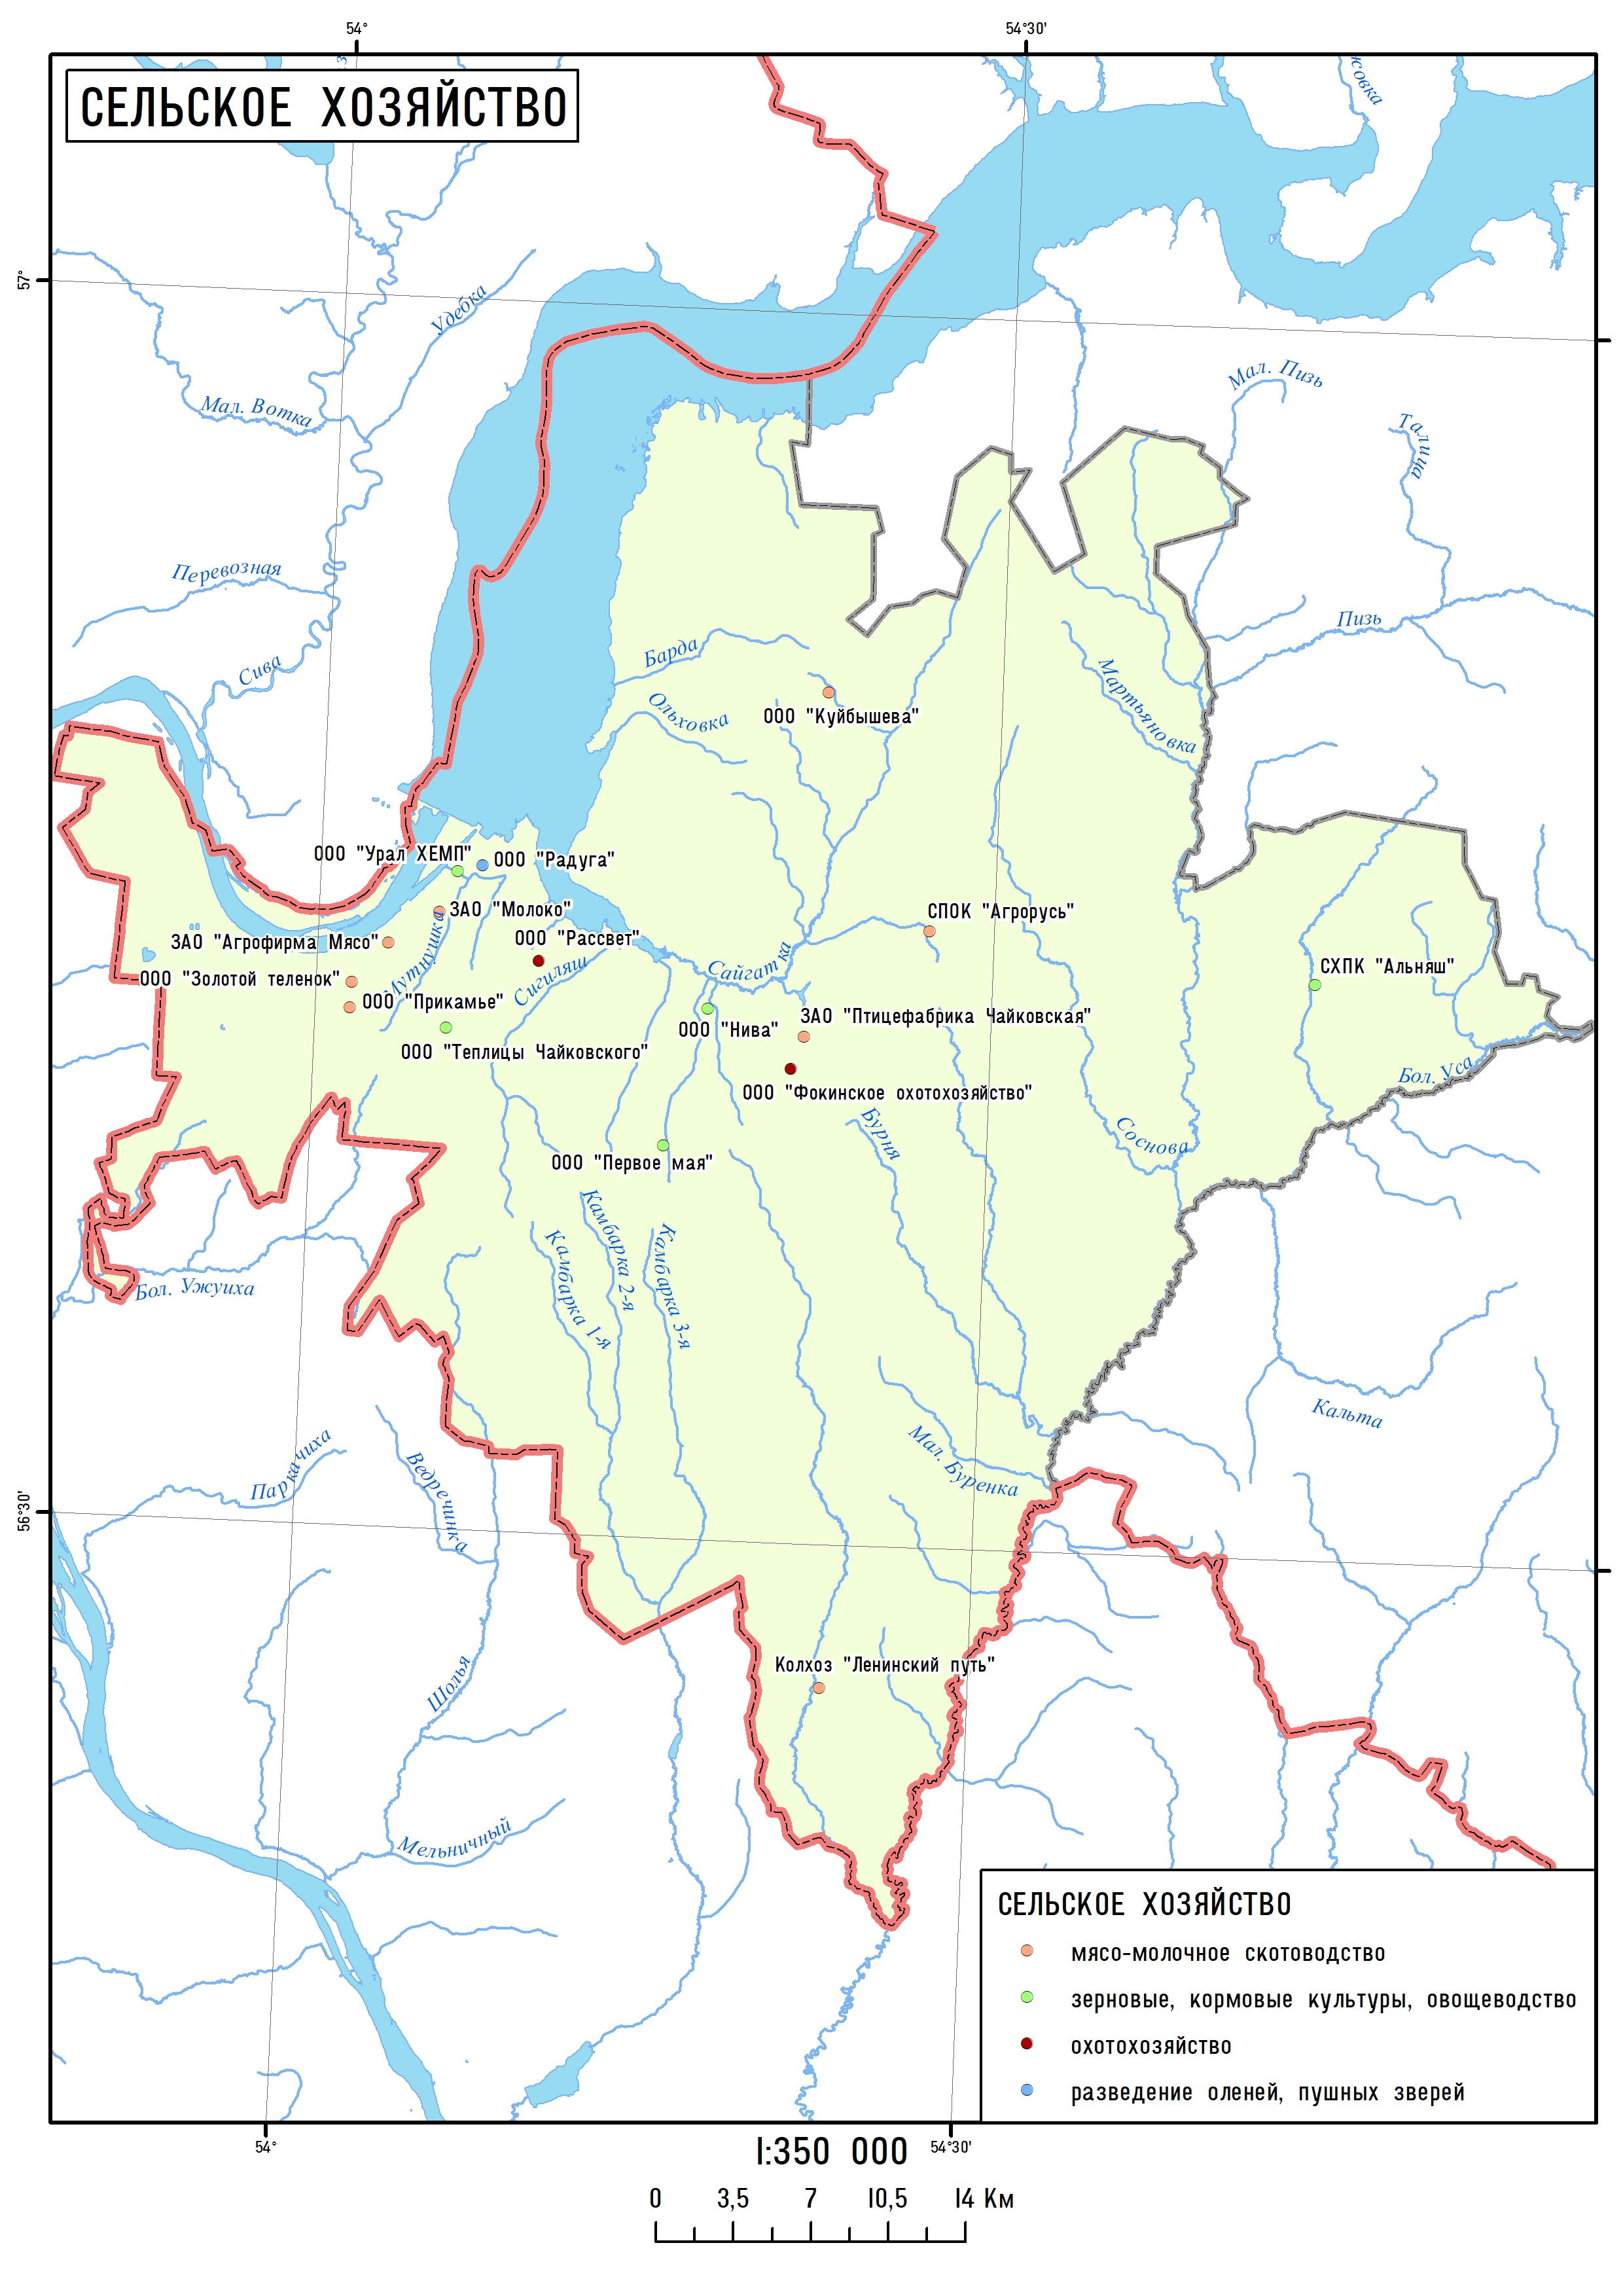 54°
54°30'
СЕЛЬСКОЕ ХОЗЯЙСТВО
57°
Удебка
Мал. Вотка
Мал. Пизь
Талица
Перевозная
Пизь
Сива
Барда
Ольховка
Мартьяновка
ООО "Куйбышева"
ООО "Урал ХЕМП"
ООО "Радуга"
ЗАО "Молоко"
СПОК "Агрорусь"
ЗАО "Агрофирма Мясо"
ООО "Рассвет"
Мутнушка
Сигиляш
Сайгатка
СХПК "Альняш"
ООО "Золотой теленок"
ООО "Прикамье"
ООО "Нива"
ЗАО "Птицефабрика Чайковская"
ООО "Теплицы Чайковского"
Бол. Уса
ООО "Фокинское охотохозяйство"
Бурня
Соснова
ООО "Первое мая"
Камбарка 1-я
Камбарка 2-я
Камбарка 3-я
Бол. Ужуиха
Кальта
Паркачиха
Ведречинка
Мал. Буренка
56°30'
Колхоз "Ленинский путь"
Шолья
Мельничный
СЕЛЬСКОЕ ХОЗЯЙСТВО
мясо-молочное скотоводство
зерновые, кормовые культуры, овощеводство
охотохозяйство
разведение оленей, пушных зверей
54°
54°30'
1:350 000
0 3,5 7 10,5 14 Км